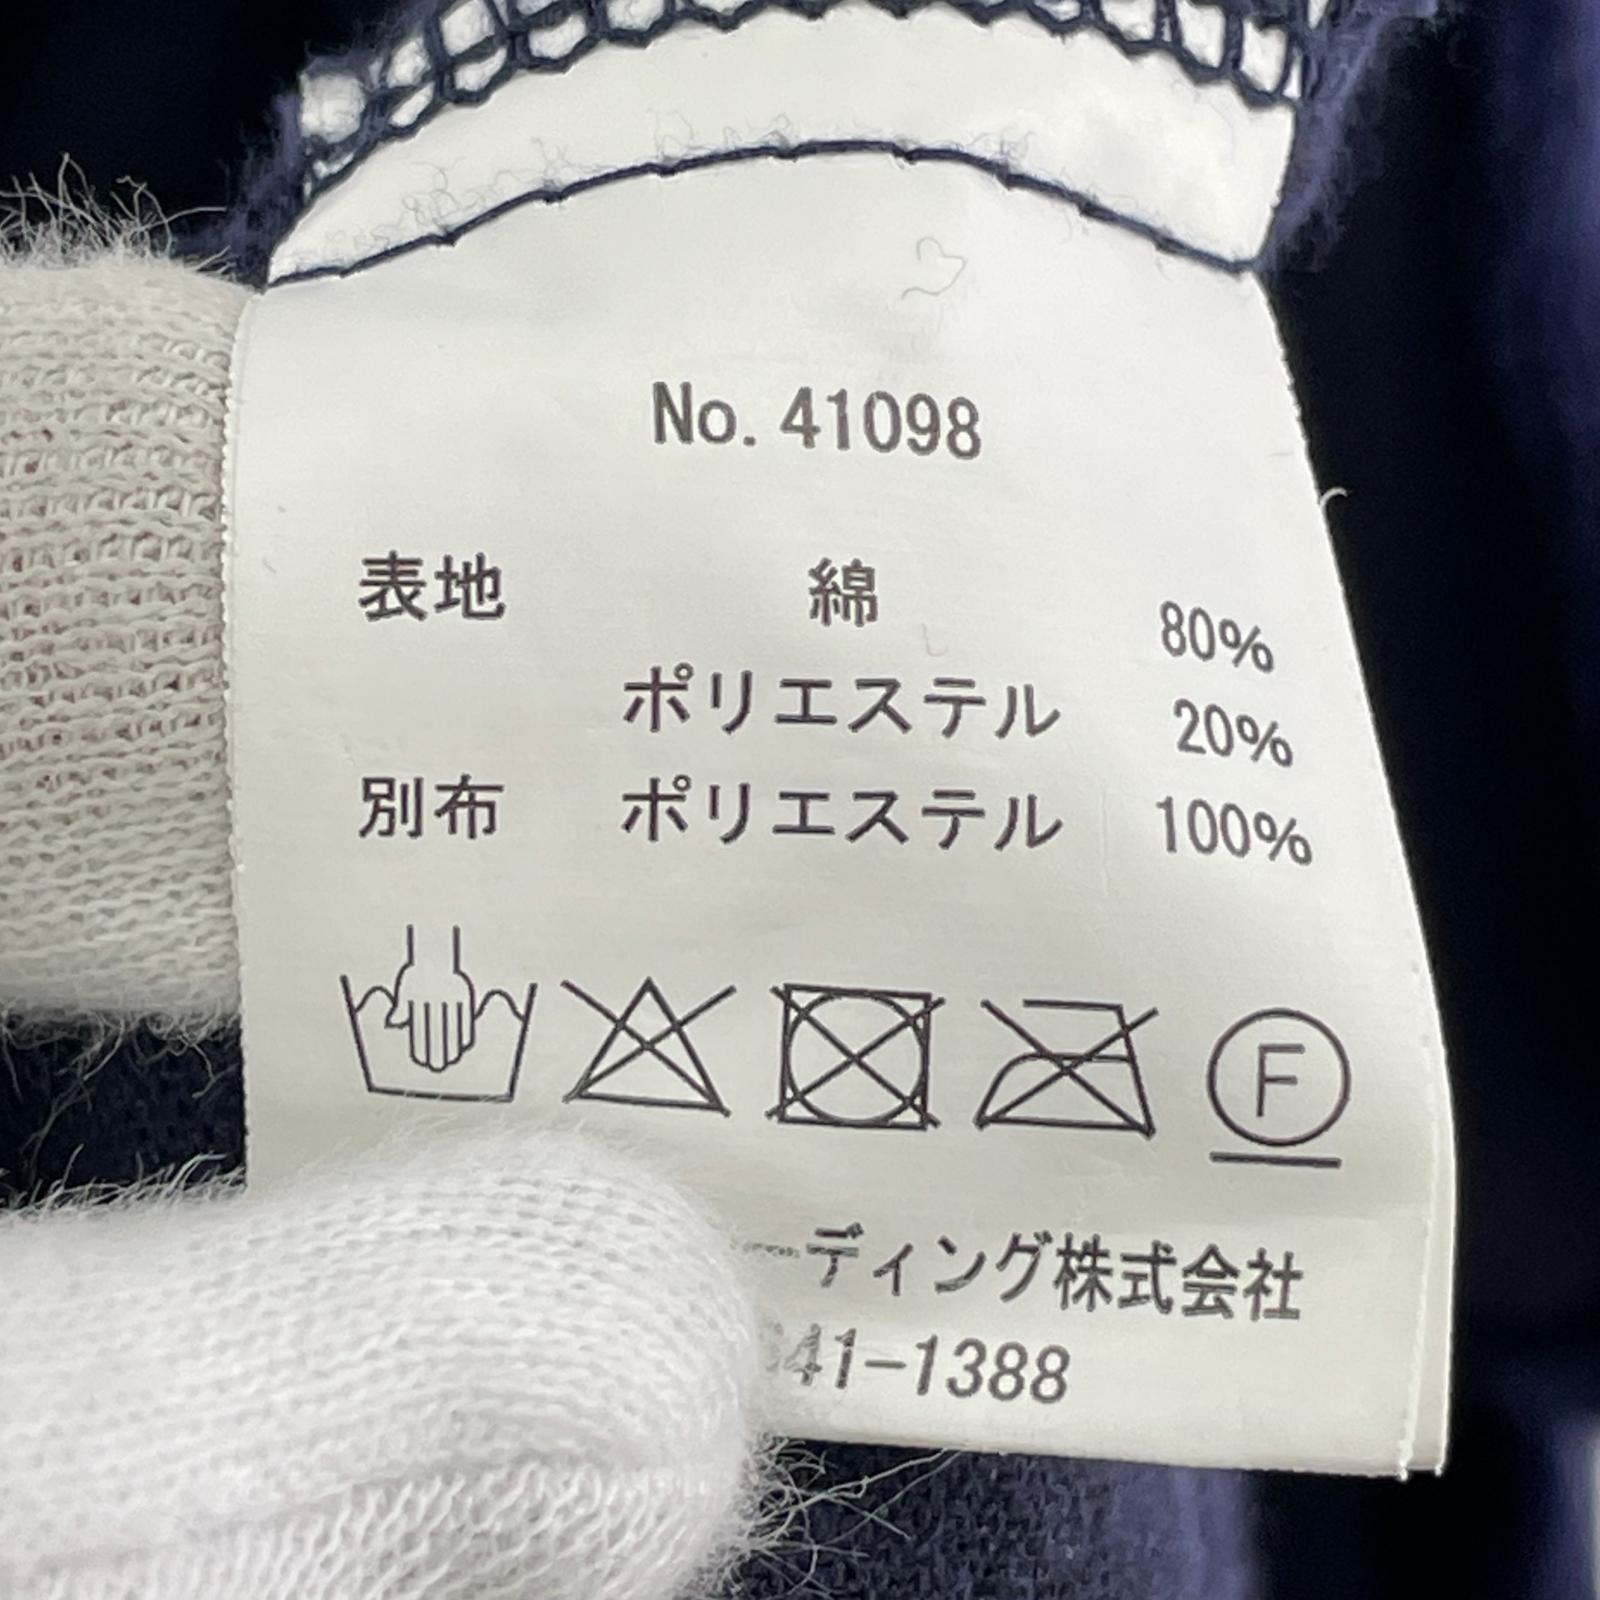 No. 41098
表地 綿 80%
ポリエステル 20%
別布 ポリエステル 100%
F
ーディング株式会社
41-1388